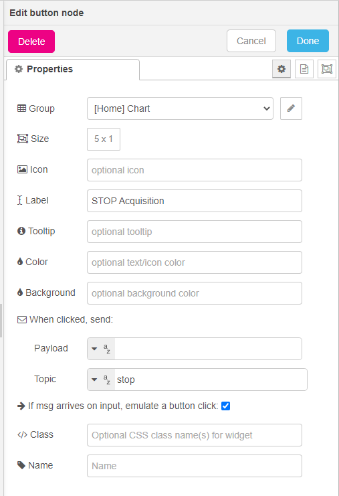 Edit button node
Delete
Cancel
Done
Properties
Group
[Home] Chart
Size
5 x 1
Icon
optional icon
Label
STOP Acquisition
Tooltip
optional tooltip
Color
optional text/icon color
Background
optional background color
When clicked, send:
Payload
az
Topic
az
stop
If msg arrives on input, emulate a button click:
Class
Optional CSS class name(s) for widget
Name
Name